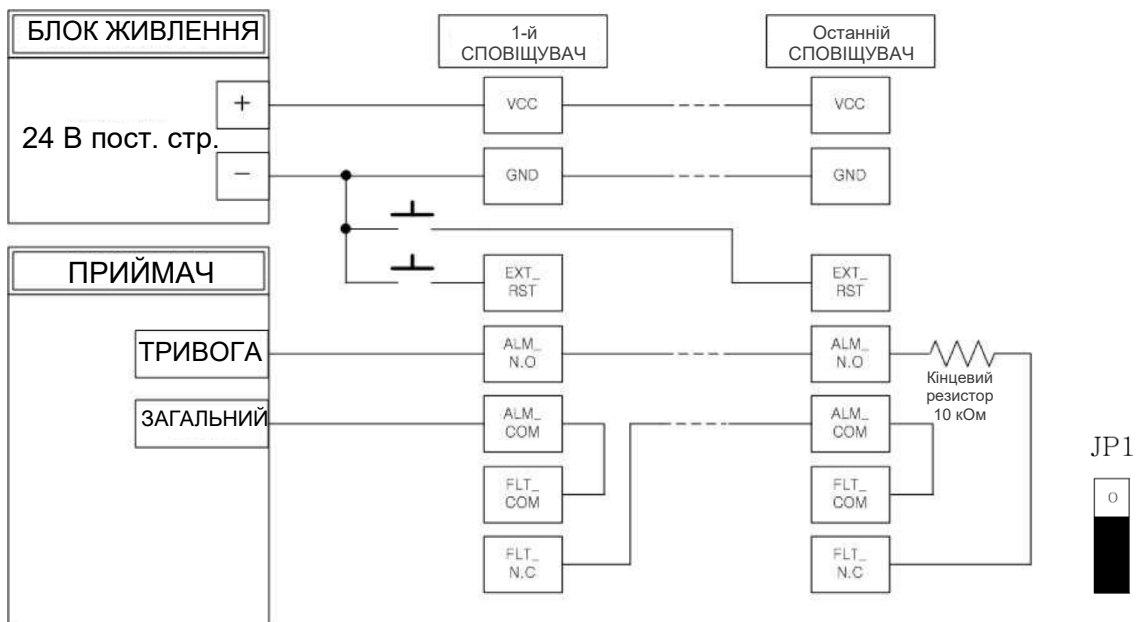 БЛОК ЖИВЛЕННЯ
1-й
СПОВІЩУВАЧ
Останній
СПОВІЩУВАЧ
+
VCC
VCC
24 В пост. стр.
−
GND
GND
ПРИЙМАЧ
EXT_
RST
EXT_
RST
ТРИВОГА
ALM_
N.O
ALM_
N.O
Кінцевий
резистор
10 кОм
ЗАГАЛЬНИЙ
ALM_
COM
ALM_
COM
JP1
o
FLT_
COM
FLT_
COM
FLT_
N.C
FLT_
N.C